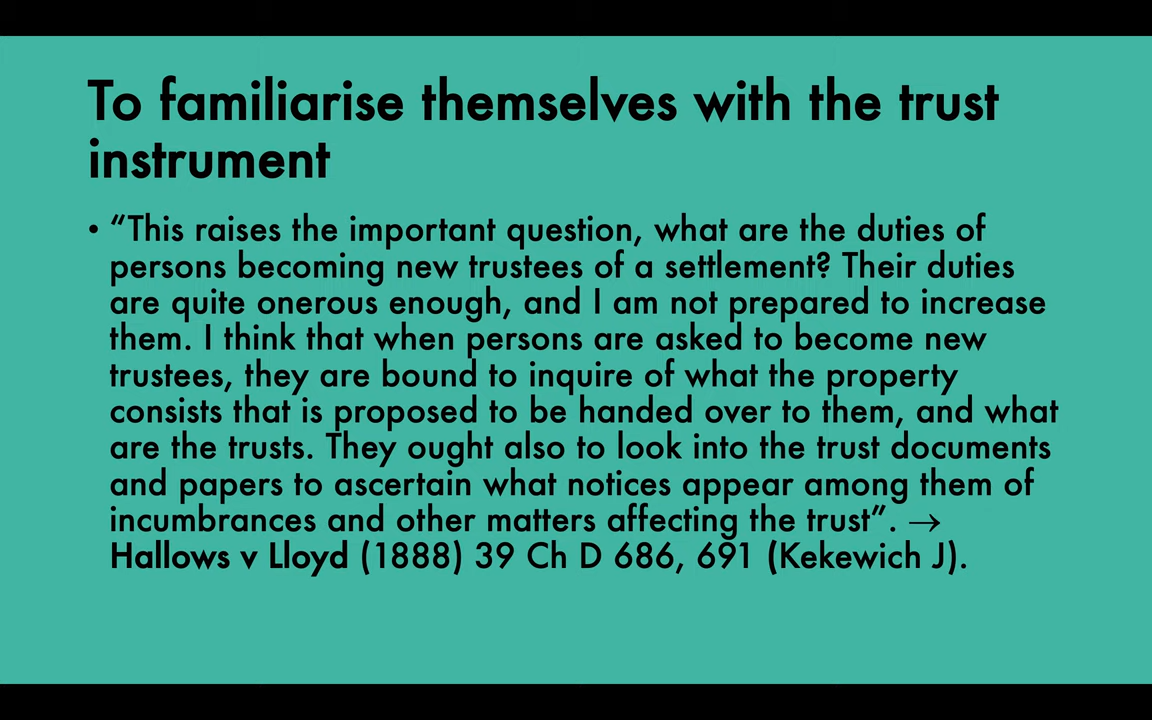 To familiarise themselves with the trust
instrument
• “This raises the important question, what are the duties of
persons becoming new trustees of a settlement? Their duties
are quite onerous enough, and I am not prepared to increase
them. I think that when persons are asked to become new
trustees, they are bound to inquire of what the property
consists that is proposed to be handed over to them, and what
are the trusts. They ought also to look into the trust documents
and papers to ascertain what notices appear among them of
incumbrances and other matters affecting the trust”. →
Hallows v Lloyd (1888) 39 Ch D 686, 691 (Kekewich J).